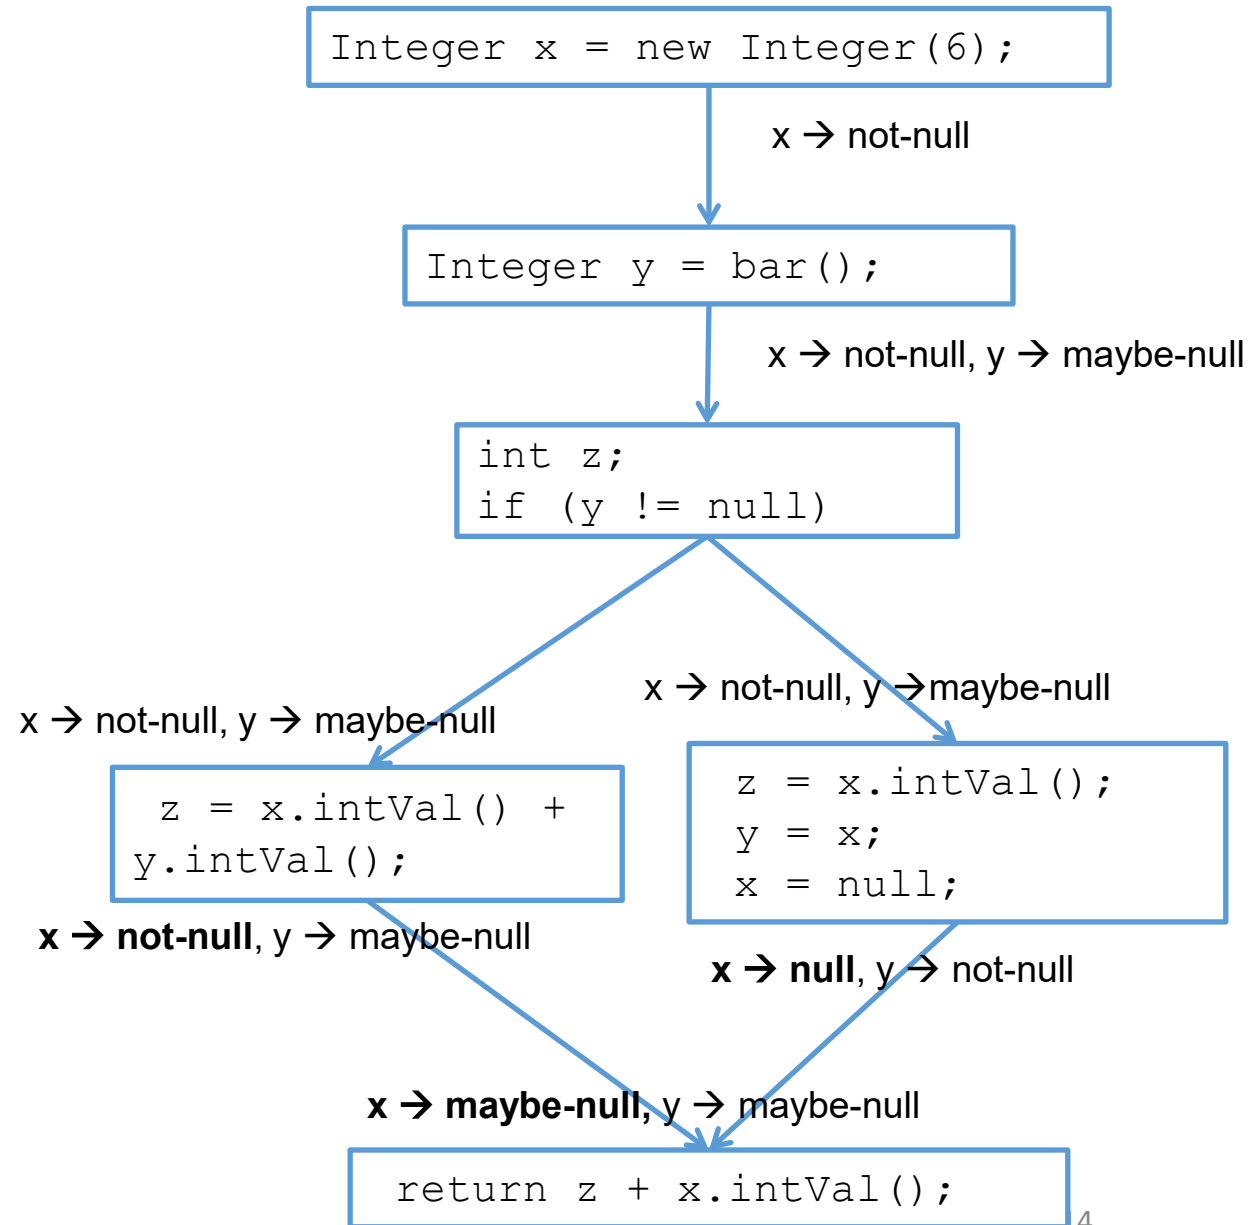 Integer x = new Integer(6);
x → not-null
Integer y = bar();
x → not-null, y → maybe-null
int z;
if (y != null)
x → not-null, y →maybe-null
x → not-null, y → maybe-null
z = x.intVal() +
y.intVal();
z = x.intVal();
y = x;
x = null;
x → not-null, y → maybe-null
x → null, y → not-null
x → maybe-null, y → maybe-null
return z + x.intVal();